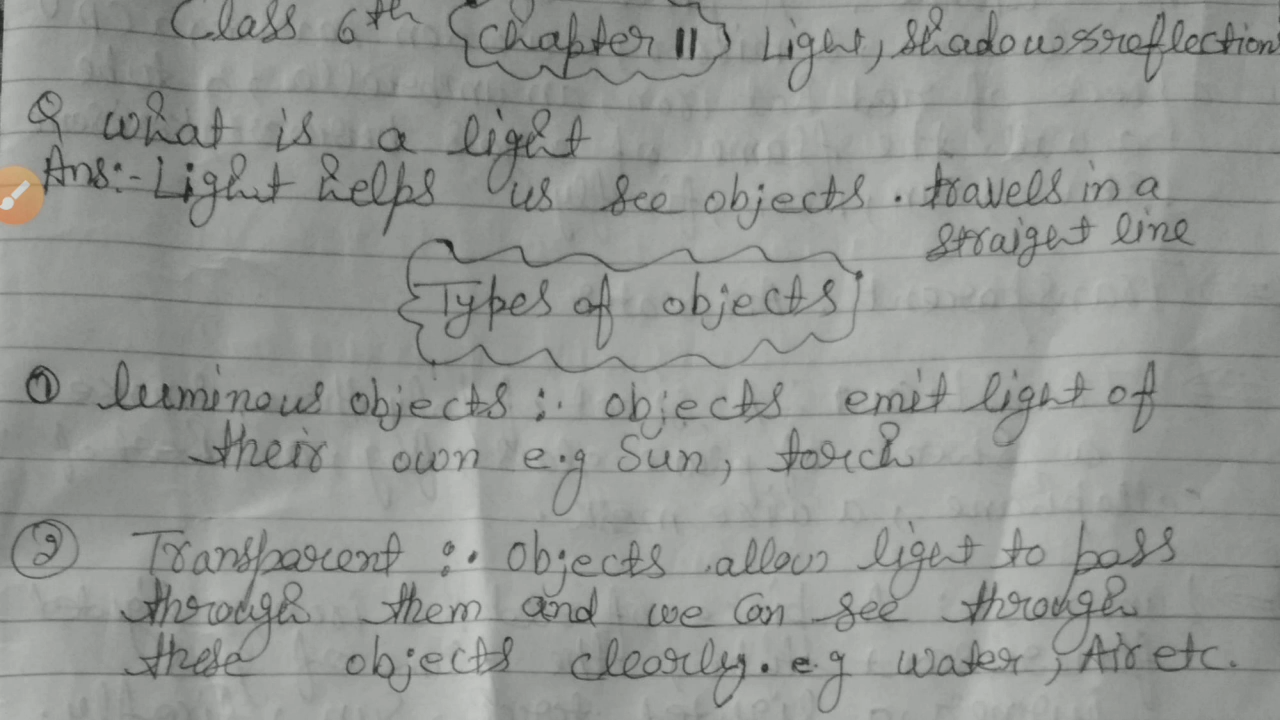 Class 6th Chapter 11 Light, Shadows & reflection
Q what is a light
Ans:- Light helps us see objects. travels in a
straigent line
Types of objects
① luminous objects :. objects emit light of
their own e.g Sun, torch
② Transparent :. Objects allow light to pass
through them and we Can see through
these objects clearly. e.g water, Air etc.